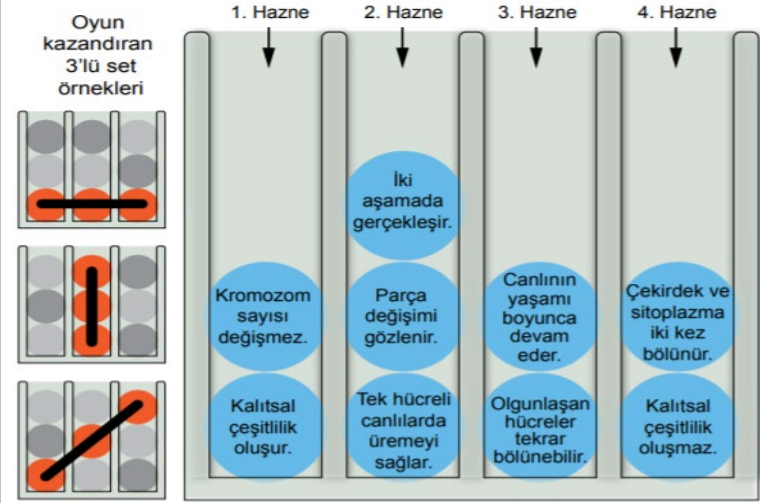 Oyun
kazandıran
3'lü set
örnekleri
1. Hazne
2. Hazne
3. Hazne
4. Hazne
İki
aşamada
gerçekleşir.
Kromozom
sayısı
değişmez.
Parça
değişimi
gözlenir.
Canlının
yaşamı
boyunca
devam
eder.
Çekirdek ve
sitoplazma
iki kez
bölünür.
Kalıtsal
çeşitlilik
oluşur.
Tek hücreli
canlılarda
üremeyi
sağlar.
Olgunlaşan
hücreler
tekrar
bölünebilir.
Kalıtsal
çeşitlilik
oluşmaz.